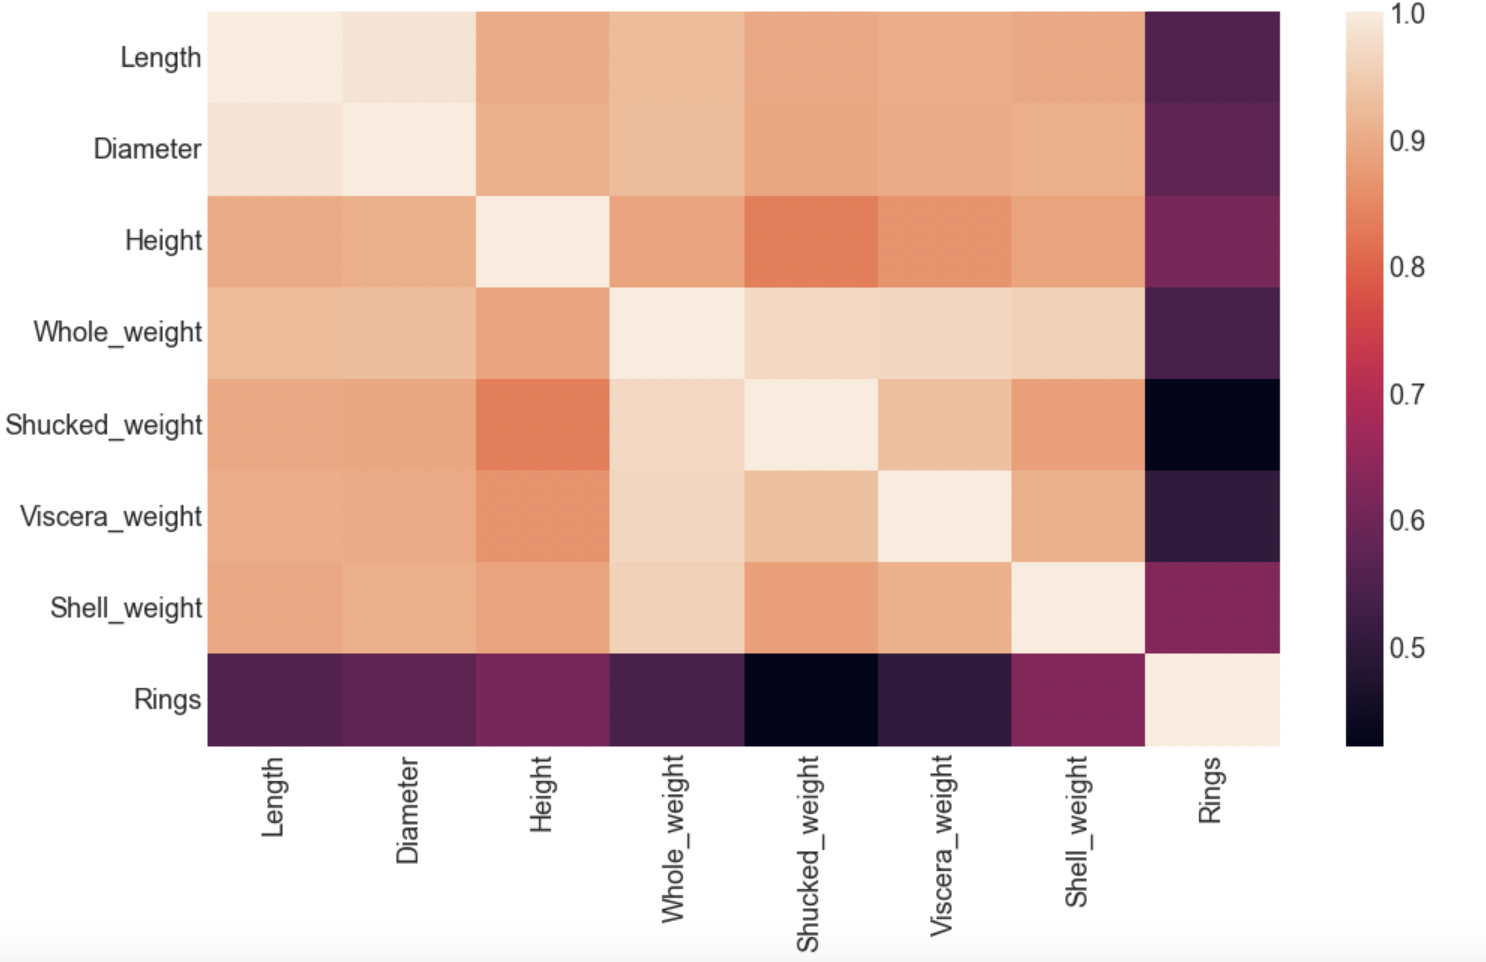 Length
Diameter
Height
Whole_weight
Shucked_weight
Viscera_weight
Shell_weight
Rings
Length
Diameter
Height
Whole_weight
Shucked_weight
Viscera_weight
Shell_weight
Rings
1.0
0.9
0.8
0.7
0.6
0.5